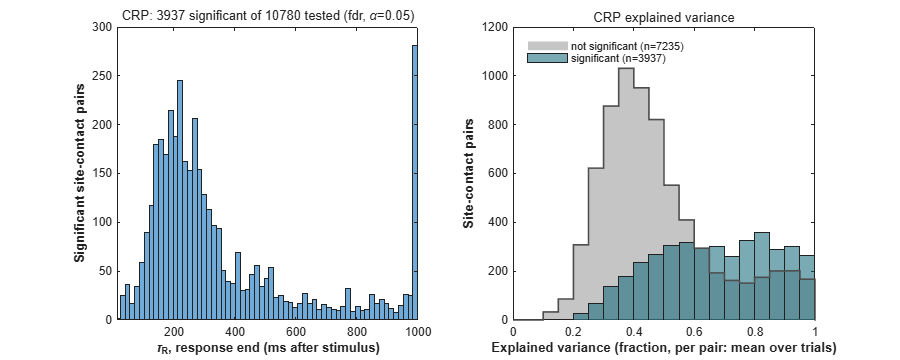 CRP: 3937 significant of 10780 tested (fdr, α=0.05)
300
250
200
150
100
50
0
Significant site-contact pairs
200 400 600 800 1000
τR, response end (ms after stimulus)
CRP explained variance
not significant (n=7235)
significant (n=3937)
1200
1000
800
600
400
200
0
Site-contact pairs
0 0.2 0.4 0.6 0.8 1
Explained variance (fraction, per pair: mean over trials)